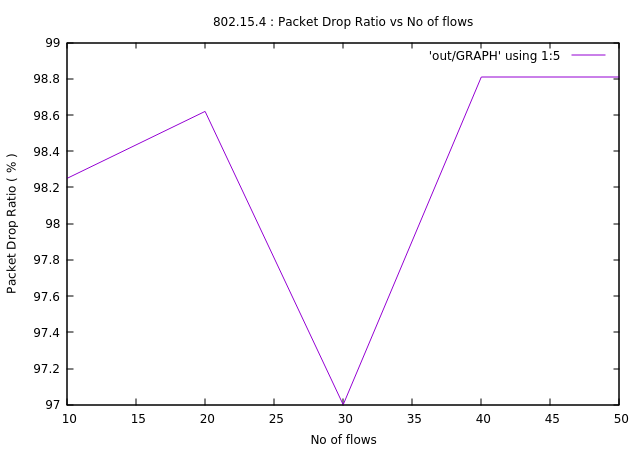 802.15.4 : Packet Drop Ratio vs No of flows
'out/GRAPH' using 1:5
99
98.8
98.6
98.4
98.2
98
97.8
97.6
97.4
97.2
97
Packet Drop Ratio ( % )
10 15 20 25 30 35 40 45 50
No of flows